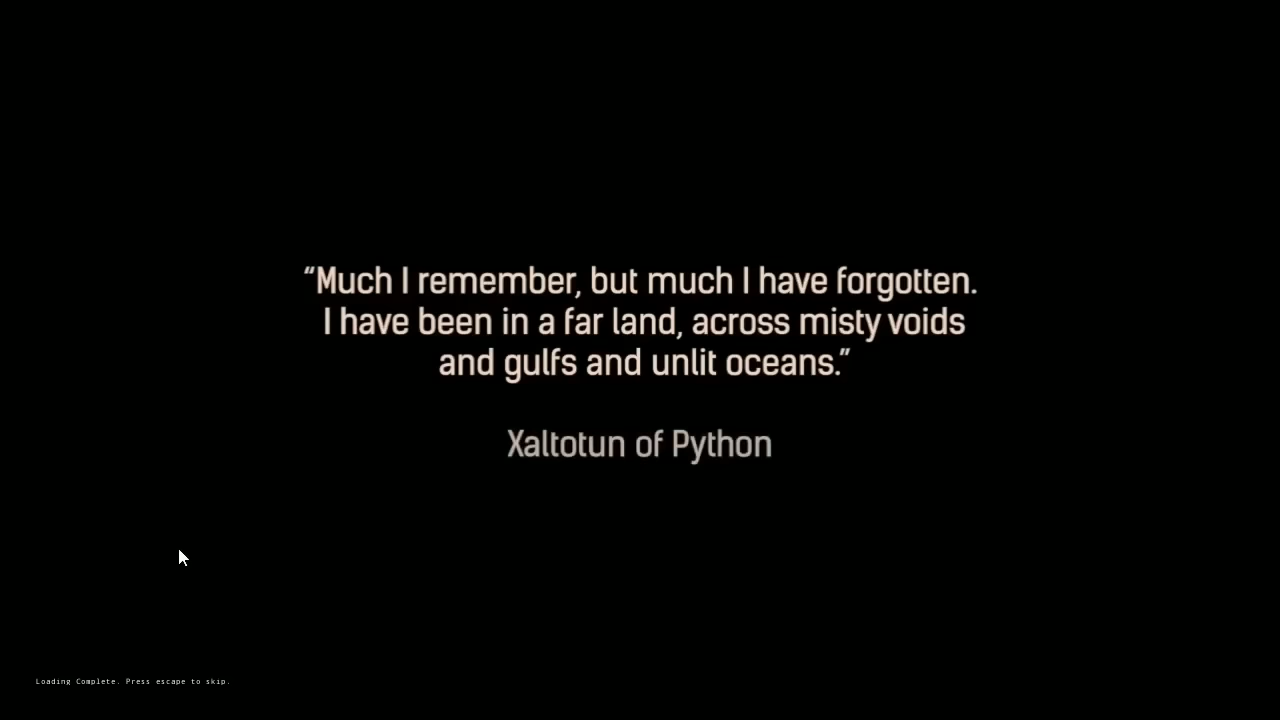 “Much I remember, but much I have forgotten.
I have been in a far land, across misty voids
and gulfs and unlit oceans.”
Xaltotun of Python
Loading Complete. Press escape to skip.